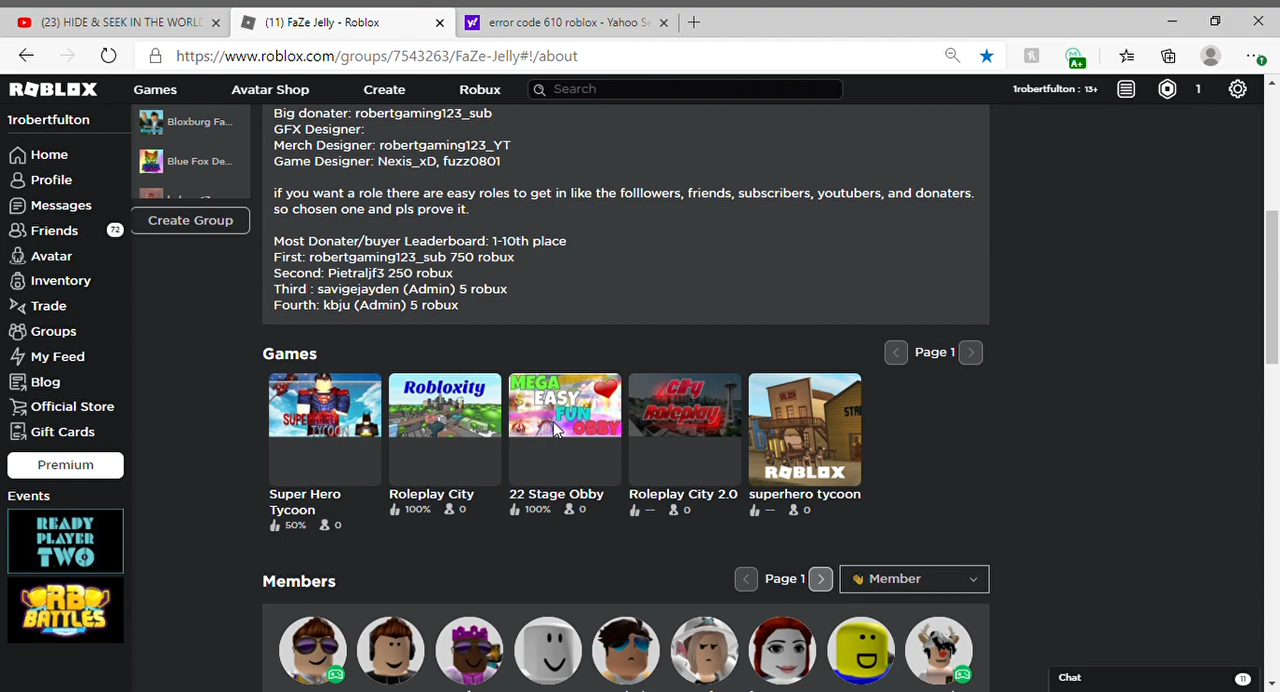 (23) HIDE & SEEK IN THE WORLD
(11) FaZe Jelly - Roblox
error code 610 roblox - Yahoo Se
https://www.roblox.com/groups/7543263/FaZe-Jelly#!/about
A+
ROBLOX
Games
Avatar Shop
Create
Robux
Search
1robertfulton : 13+
1
1robertfulton
Home
Profile
Messages
Friends
72
Avatar
Inventory
Trade
Groups
My Feed
Blog
Official Store
Gift Cards
Premium
Events
READY
PLAYER
TWO
RB
BATTLES
Bloxburg Fa...
Blue Fox De...
Create Group
Big donater: robertgaming123_sub
GFX Designer:
Merch Designer: robertgaming123_YT
Game Designer: Nexis_xD, fuzz0801
if you want a role there are easy roles to get in like the folllowers, friends, subscribers, youtubers, and donaters.
so chosen one and pls prove it.
Most Donater/buyer Leaderboard: 1-10th place
First: robertgaming123_sub 750 robux
Second: Pietraljf3 250 robux
Third : savigejayden (Admin) 5 robux
Fourth: kbju (Admin) 5 robux
Games
Page 1
SUPER HERO
TYCOON
Robloxity
MEGA
EASY
FUN
OBBY
City
Roleplay
SALOON
ROBLOX
Super Hero
Tycoon
50% 0
Roleplay City
100% 0
22 Stage Obby
100% 0
Roleplay City 2.0
-- 0
superhero tycoon
-- 0
Members
Page 1
Member
Chat
11